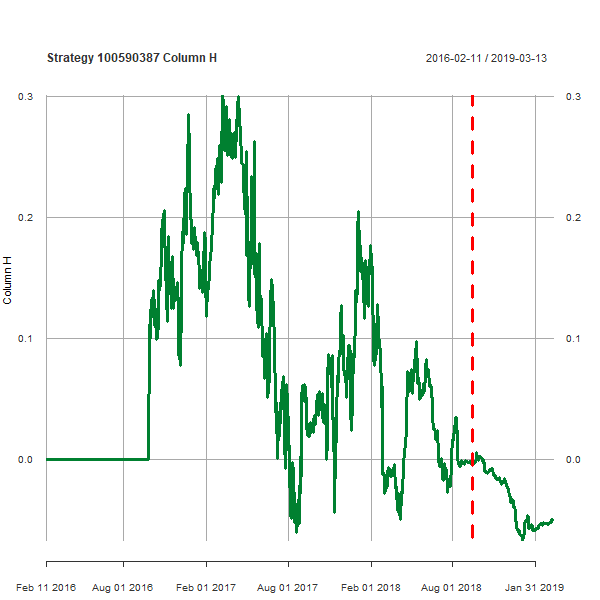 Strategy 100590387 Column H 2016-02-11 / 2019-03-13
0.3 0.3
0.2 0.2
0.1 0.1
0.0 0.0
Column H
Feb 11 2016 Aug 01 2016 Feb 01 2017 Aug 01 2017 Feb 01 2018 Aug 01 2018 Jan 31 2019